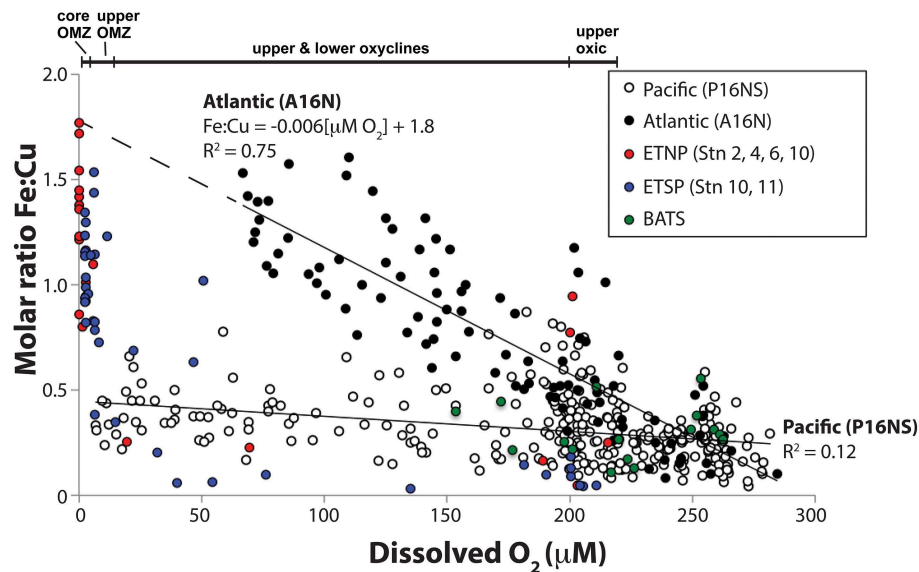 core upper
OMZ OMZ
upper & lower oxyclines
upper
oxic
2.0
1.5
1.0
0.5
0
Molar ratio Fe:Cu
Atlantic (A16N)
Fe:Cu = -0.006[µM O₂] + 1.8
R² = 0.75
Pacific (P16NS)
Atlantic (A16N)
ETNP (Stn 2, 4, 6, 10)
ETSP (Stn 10, 11)
BATS
Pacific (P16NS)
R² = 0.12
0 50 100 150 200 250 300
Dissolved O₂ (µM)